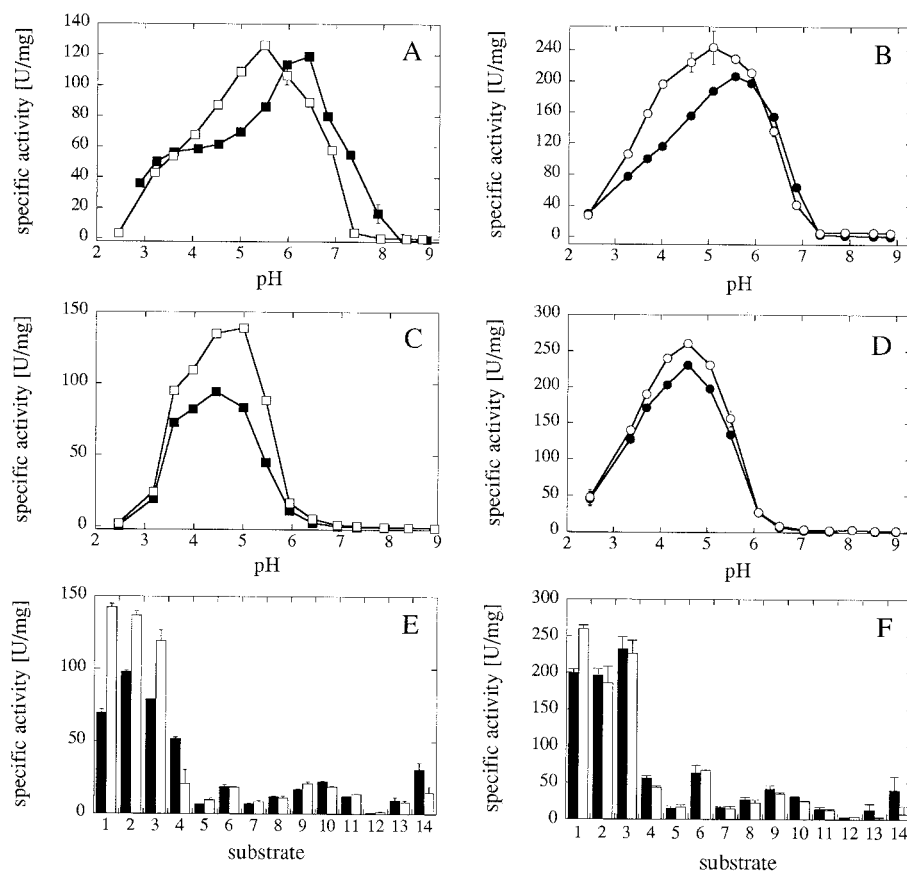 140
120
100
80
60
40
20
0
specific activity [U/mg]
A
2 3 4 5 6 7 8 9
pH
240
200
160
120
80
40
0
specific activity [U/mg]
B
2 3 4 5 6 7 8 9
pH
150
100
50
0
specific activity [U/mg]
C
2 3 4 5 6 7 8 9
pH
300
250
200
150
100
50
0
specific activity [U/mg]
D
2 3 4 5 6 7 8 9
pH
150
100
50
0
specific activity [U/mg]
E
1 2 3 4 5 6 7 8 9 10 11 12 13 14
substrate
300
250
200
150
100
50
0
specific activity [U/mg]
F
1 2 3 4 5 6 7 8 9 10 11 12 13 14
substrate